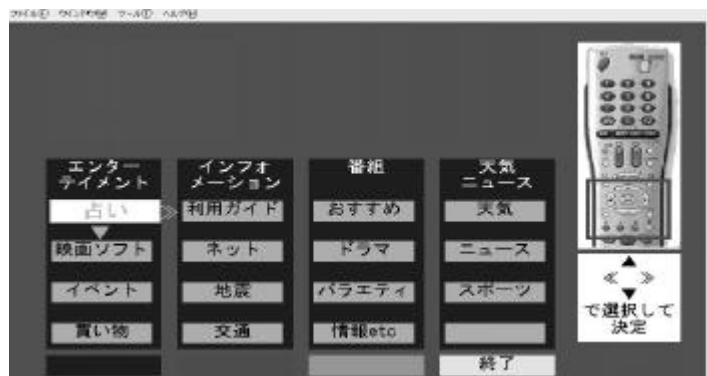 ファイル(F) ウインドウ(W) ツール(T) ヘルプ(H)
エンター
テイメント
インフォ
メーション
番組
天気
ニュース
占い
利用ガイド
おすすめ
天気
映画ソフト
ネット
ドラマ
ニュース
イベント
地震
バラエティ
スポーツ
買い物
交通
情報etc
終了
で選択して
決定